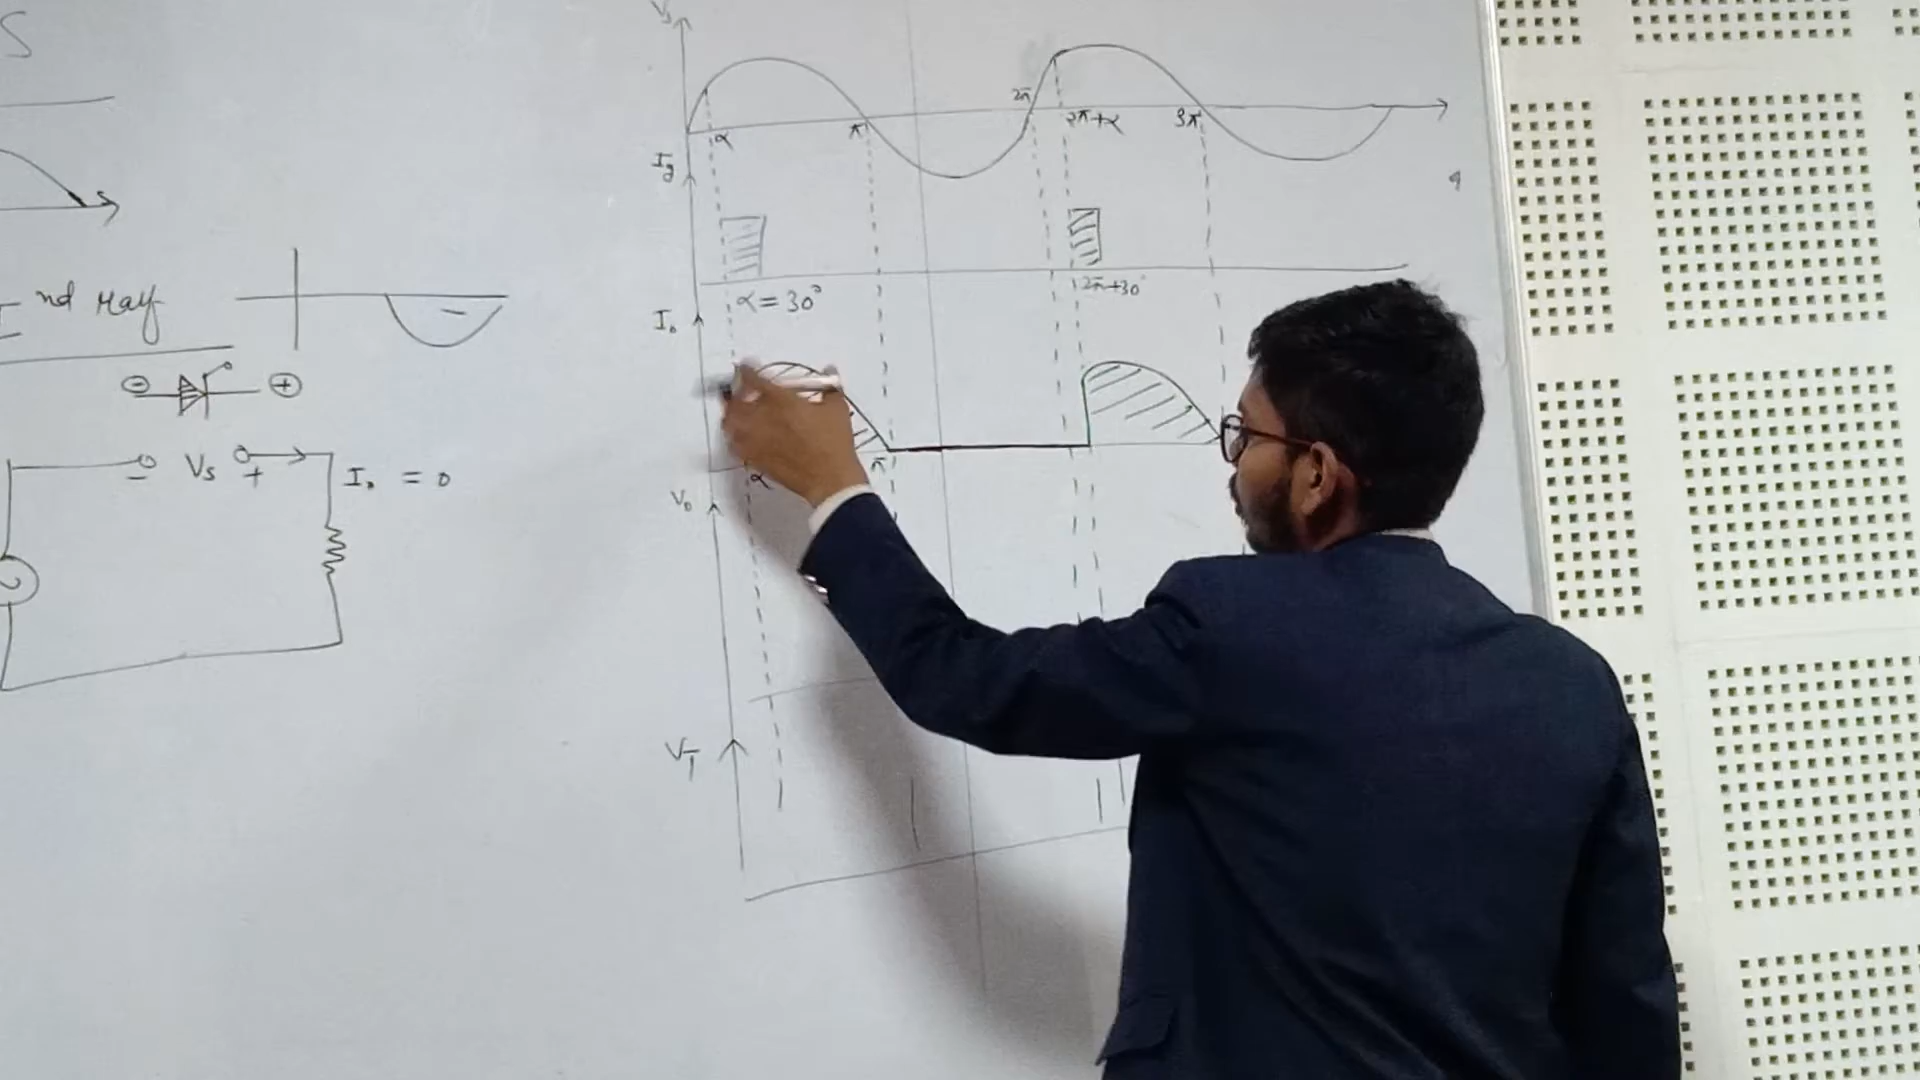 S
nd Half
⊖ ⊕
- Vs + I₀ = 0
Vs
α π 2π 2π+α 3π
Ig
α = 30° 2π+30°
I₀
α π
V₀
VT